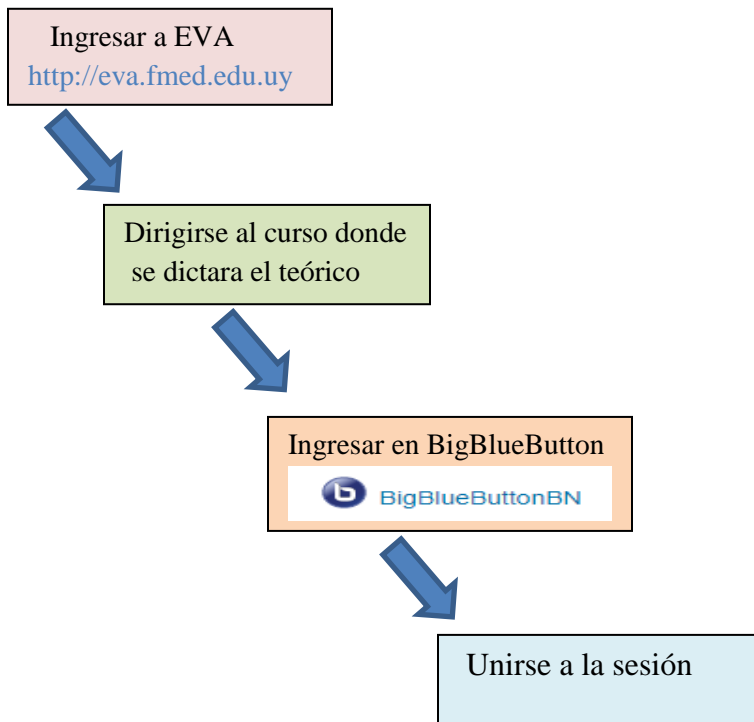 Ingresar a EVA
http://eva.fmed.edu.uy
Dirigirse al curso donde
se dictara el teórico
Ingresar en BigBlueButton
b BigBlueButtonBN
Unirse a la sesión